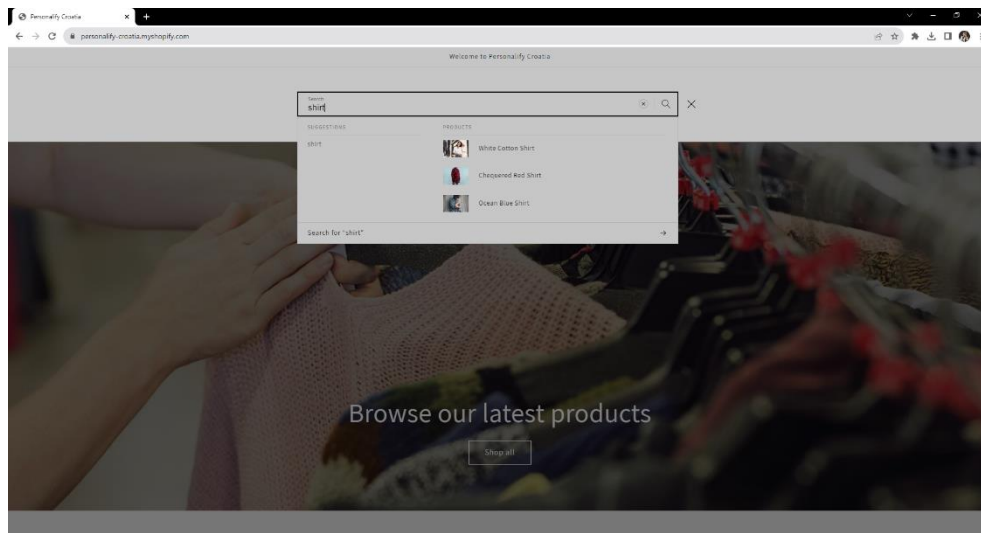 Personalify Croatia
personalify-croatia.myshopify.com
Welcome to Personalify Croatia
Search
shirt
SUGGESTIONS
shirt
PRODUCTS
White Cotton Shirt
Chequered Red Shirt
Ocean Blue Shirt
Search for "shirt"
Browse our latest products
Shop all